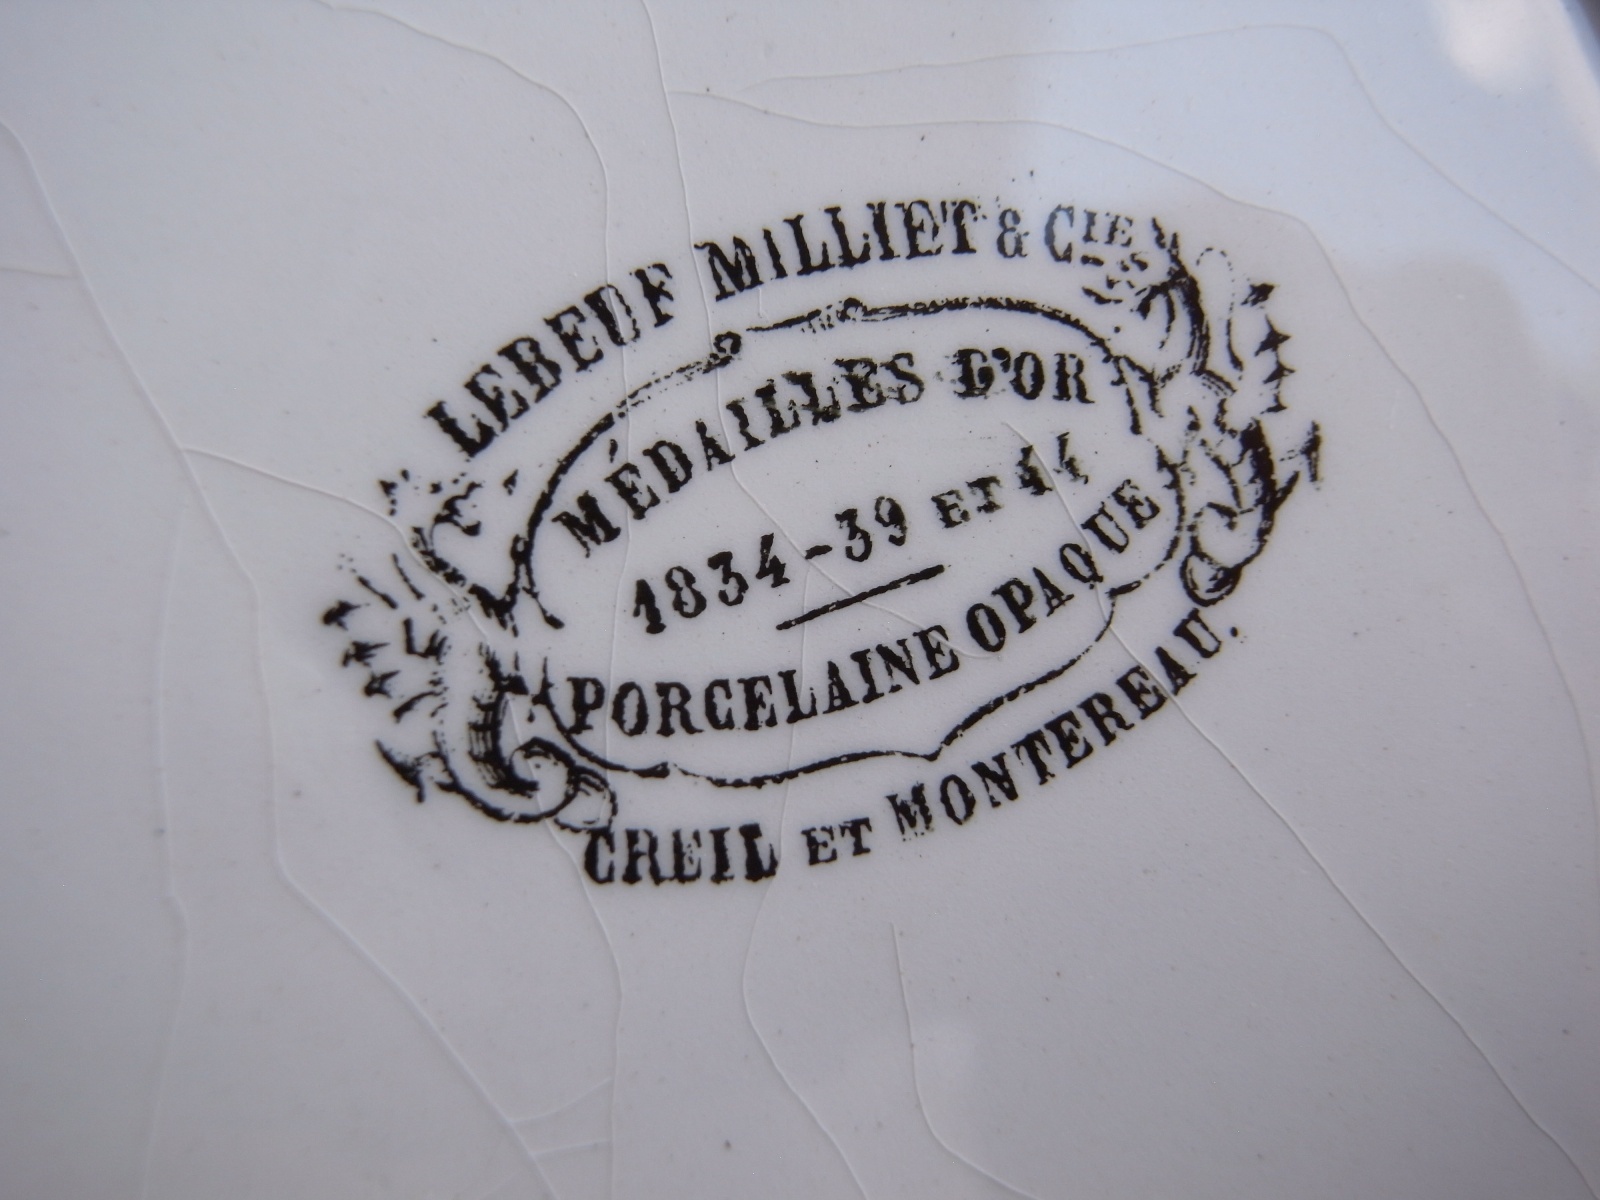 LEBEUF MILLIET & CIE
MÉDAILLES D'OR
1834-39 ET 44
PORCELAINE OPAQUE
CREIL ET MONTEREAU.